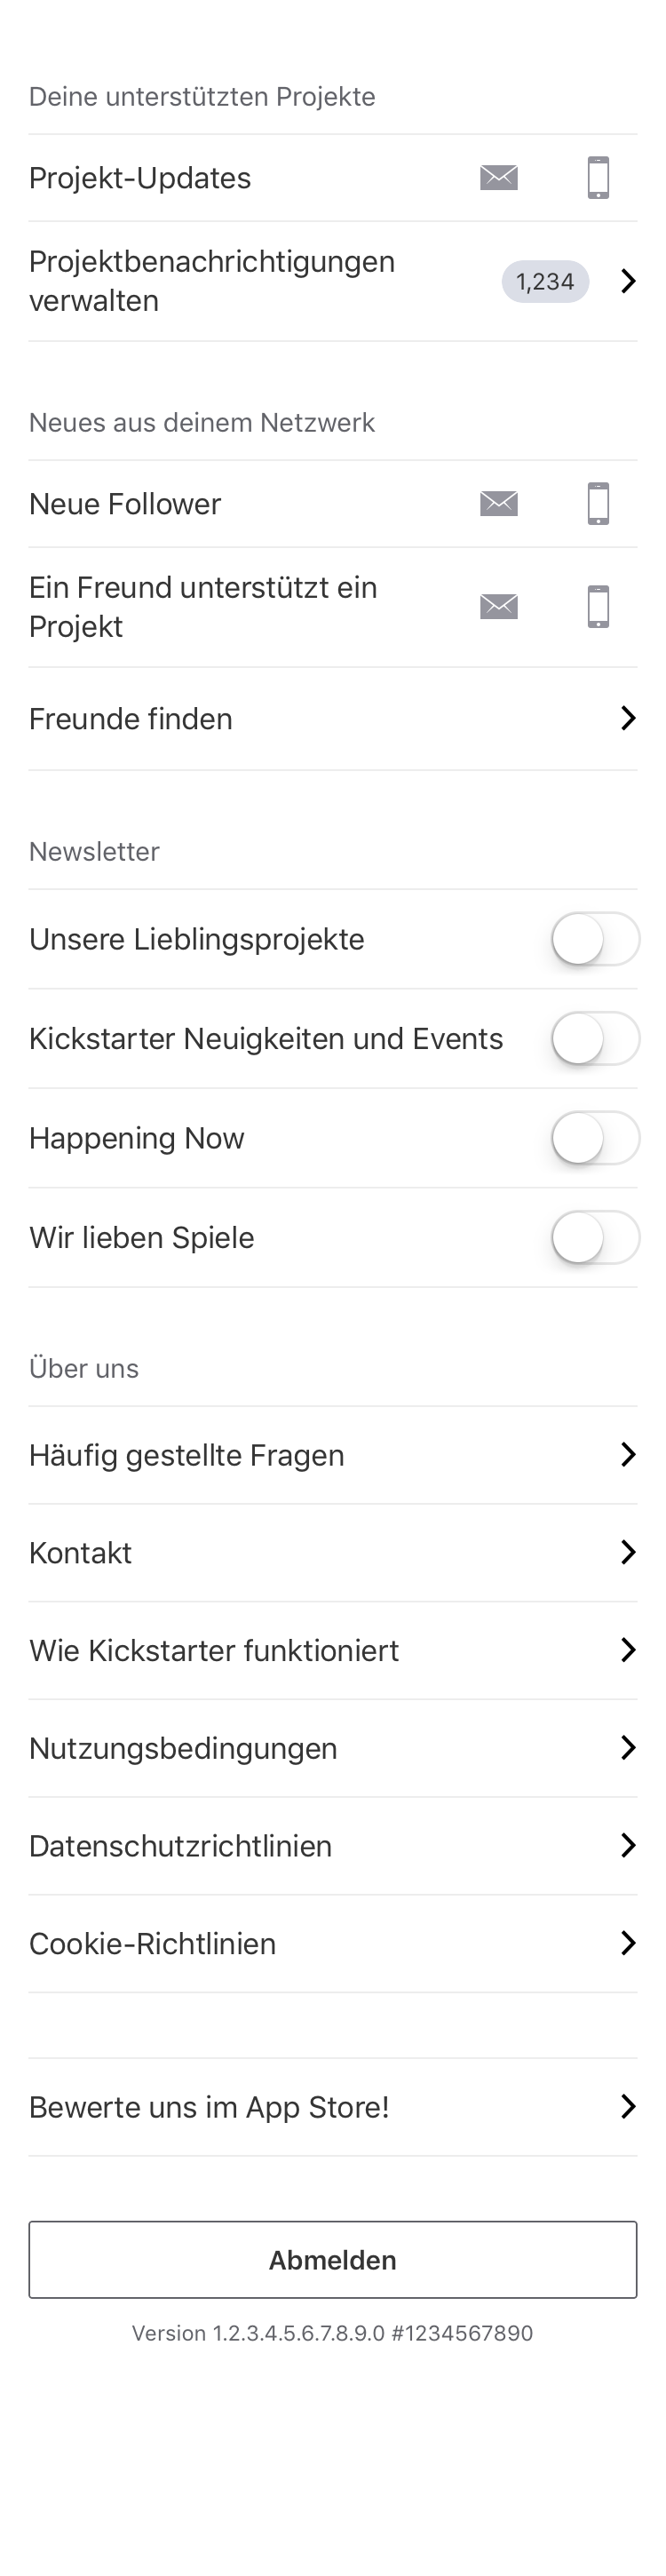 Deine unterstützten Projekte
Projekt-Updates
Projektbenachrichtigungen
verwalten
1,234
Neues aus deinem Netzwerk
Neue Follower
Ein Freund unterstützt ein
Projekt
Freunde finden
Newsletter
Unsere Lieblingsprojekte
Kickstarter Neuigkeiten und Events
Happening Now
Wir lieben Spiele
Über uns
Häufig gestellte Fragen
Kontakt
Wie Kickstarter funktioniert
Nutzungsbedingungen
Datenschutzrichtlinien
Cookie-Richtlinien
Bewerte uns im App Store!
Abmelden
Version 1.2.3.4.5.6.7.8.9.0 #1234567890